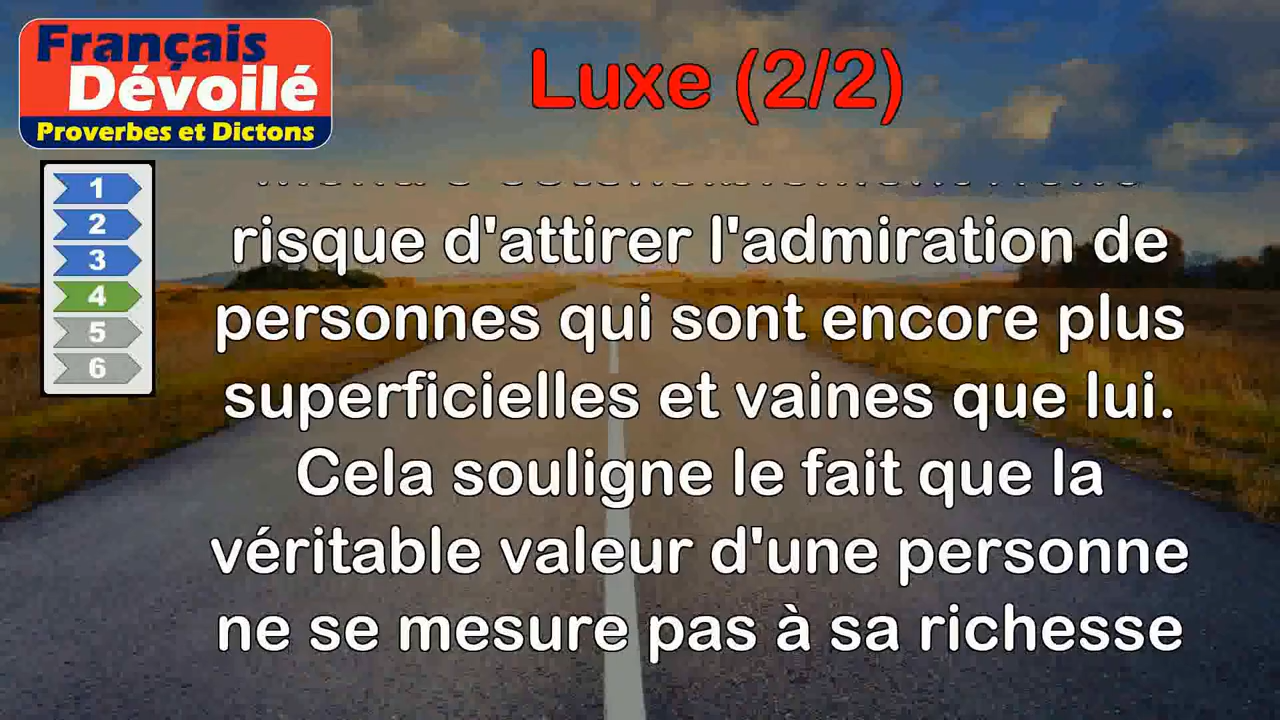 Français
Dévoilé
Proverbes et Dictons
Luxe (2/2)
1
2
3
4
5
6
risque d'attirer l'admiration de
personnes qui sont encore plus
superficielles et vaines que lui.
Cela souligne le fait que la
véritable valeur d'une personne
ne se mesure pas à sa richesse